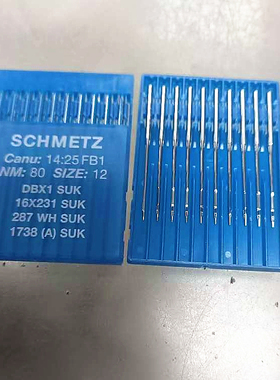 SCHMETZ
Canu: 14:25 FB1
NM: 80 SIZE: 12
DBX1 SUK
16X231 SUK
287 WH SUK
1738 (A) SUK